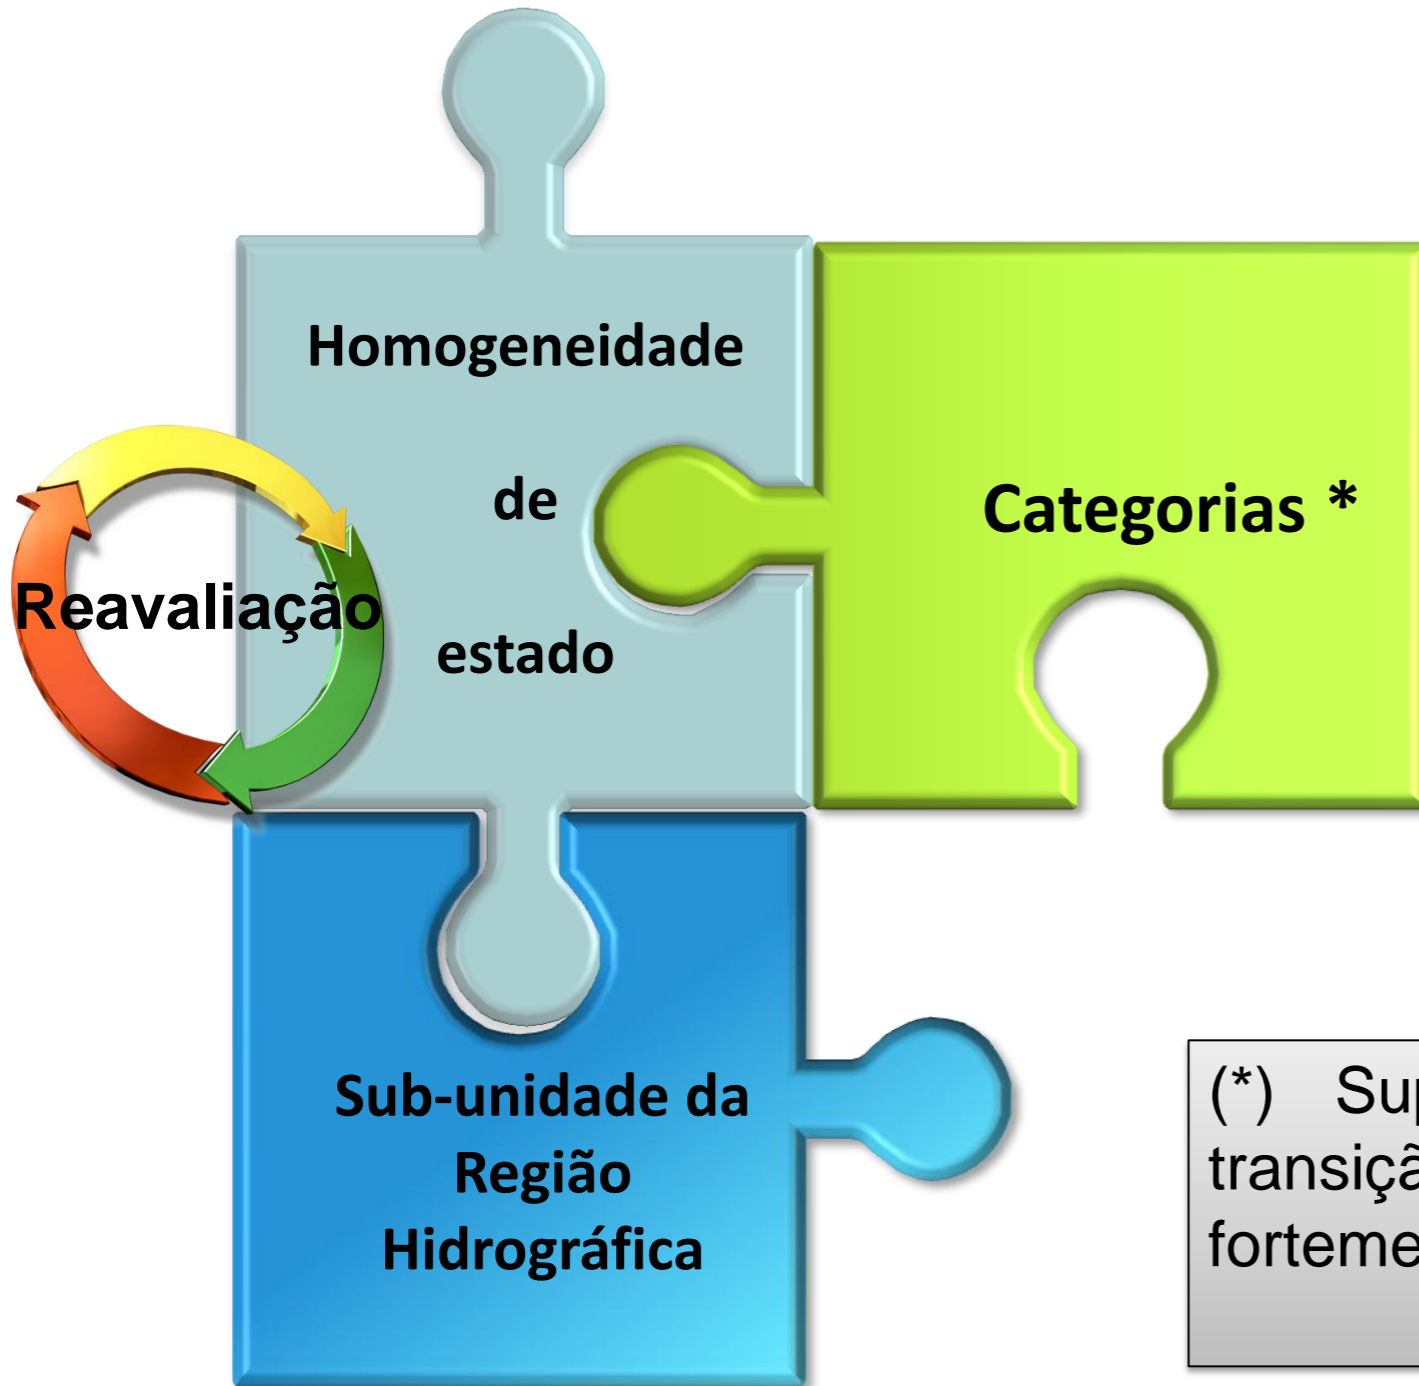 Homogeneidade
de
estado
Categorias *
Reavaliação
Sub-unidade da
Região
Hidrográfica
(*)